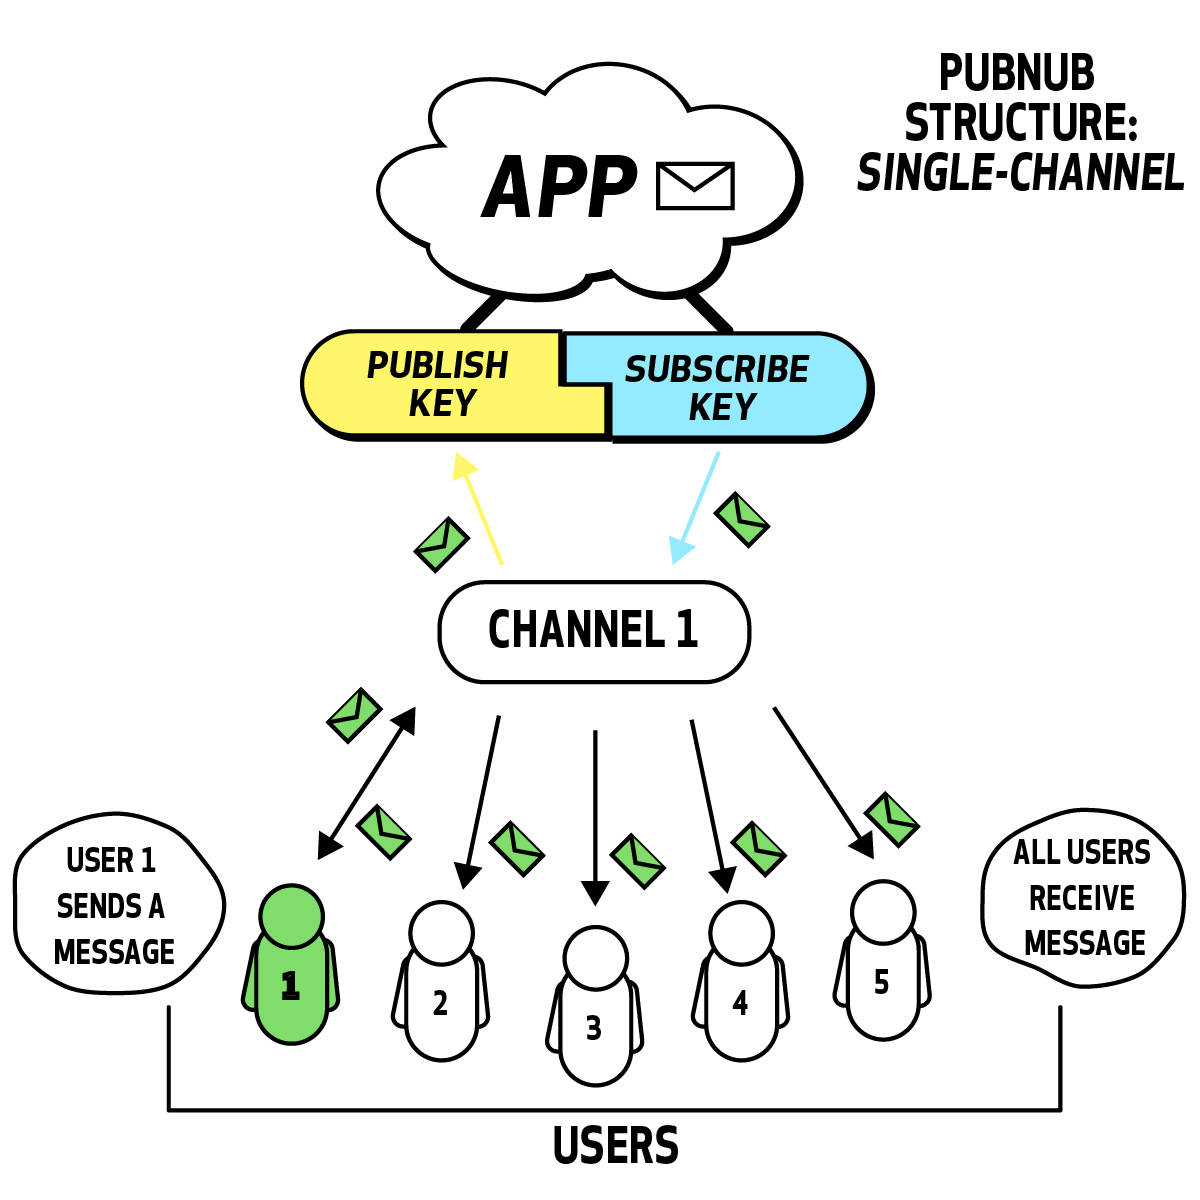 PUBNUB
STRUCTURE:
SINGLE-CHANNEL
APP
PUBLISH
KEY
SUBSCRIBE
KEY
CHANNEL 1
USER 1
SENDS A
MESSAGE
ALL USERS
RECEIVE
MESSAGE
1
2
3
4
5
USERS